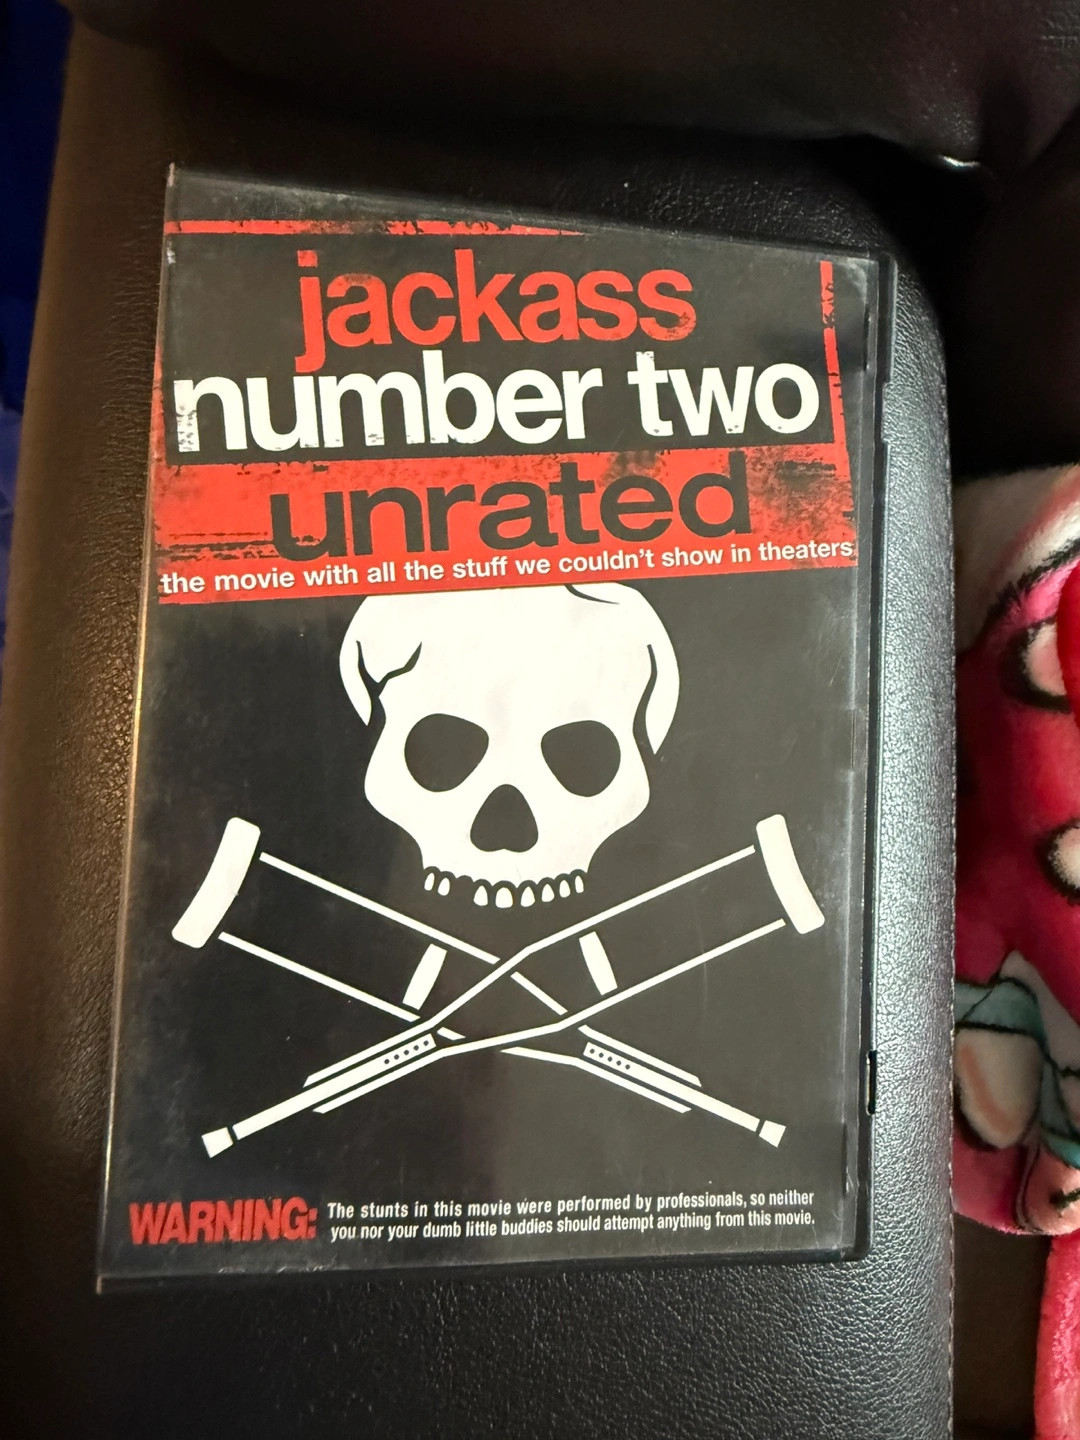 jackass
number two
unrated
the movie with all the stuff we couldn't show in theaters
WARNING: The stunts in this movie were performed by professionals, so neither
you nor your dumb little buddies should attempt anything from this movie.